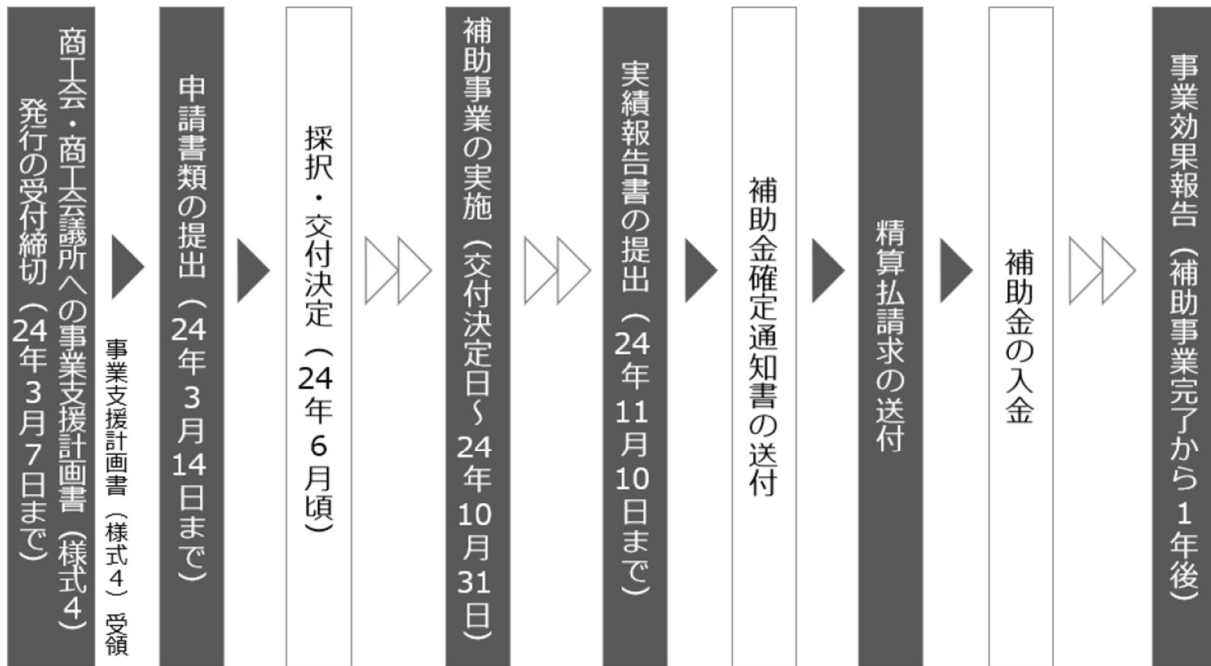 商工会・商工会議所への事業支援計画書（様式4）
発行の受付締切（24年3月7日まで）
事業支援計画書（様式4）受領
申請書類の提出（24年3月14日まで）
採択・交付決定（24年6月頃）
補助事業の実施（交付決定日～24年10月31日）
実績報告書の提出（24年11月10日まで）
補助金確定通知書の送付
精算払請求の送付
補助金の入金
事業効果報告（補助事業完了から1年後）